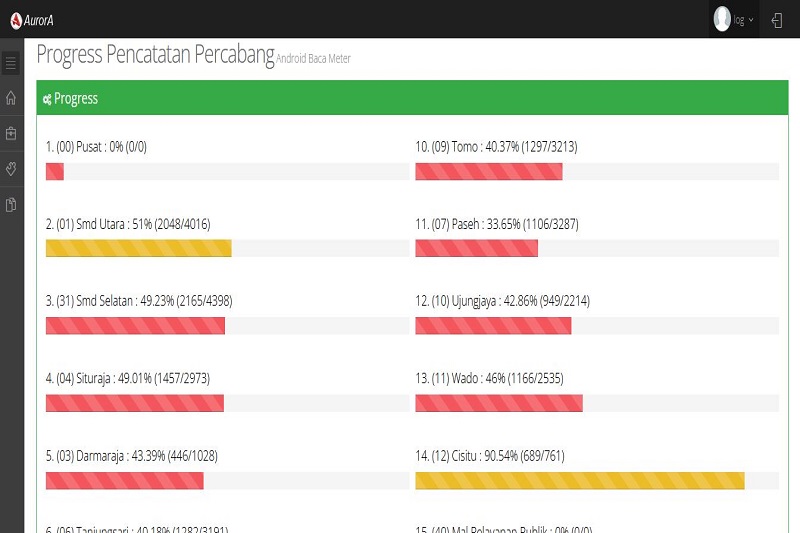 AurorA
log
Progress Pencatatan Percabang Android Baca Meter
Progress
1. (00) Pusat : 0% (0/0)
2. (01) Smd Utara : 51% (2048/4016)
3. (31) Smd Selatan : 49.23% (2165/4398)
4. (04) Situraja : 49.01% (1457/2973)
5. (03) Darmaraja : 43.39% (446/1028)
6. (06) Tanjungsari : 40.18% (1282/3191)
10. (09) Tomo : 40.37% (1297/3213)
11. (07) Paseh : 33.65% (1106/3287)
12. (10) Ujungjaya : 42.86% (949/2214)
13. (11) Wado : 46% (1166/2535)
14. (12) Cisitu : 90.54% (689/761)
15. (40) Mal Pelayanan Publik : 0% (0/0)